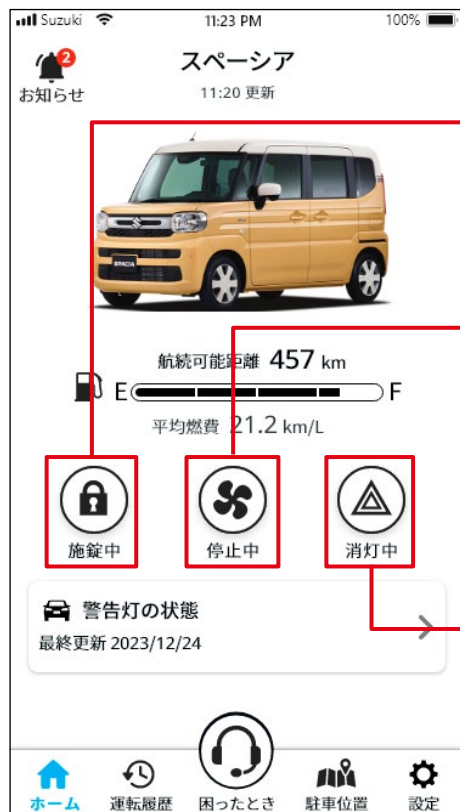 Suzuki 11:23 PM 100%
2
お知らせ
スペーシア
11:20 更新
SPACIA
航続可能距離 457 km
E F
平均燃費 21.2 km/L
施錠中 停止中 消灯中
警告灯の状態
最終更新 2023/12/24
ホーム 運転履歴 困ったとき 駐車位置 設定